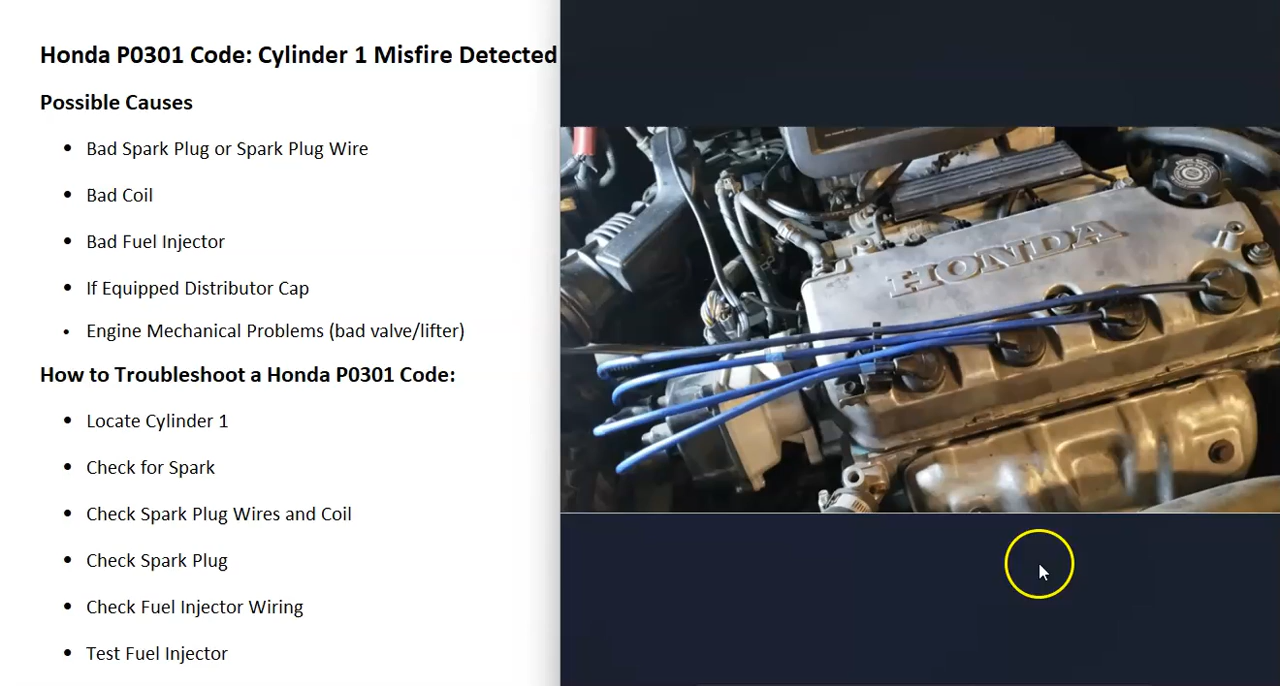 Honda P0301 Code: Cylinder 1 Misfire Detected
Possible Causes
• Bad Spark Plug or Spark Plug Wire
• Bad Coil
• Bad Fuel Injector
• If Equipped Distributor Cap
• Engine Mechanical Problems (bad valve/lifter)
How to Troubleshoot a Honda P0301 Code:
• Locate Cylinder 1
• Check for Spark
• Check Spark Plug Wires and Coil
• Check Spark Plug
• Check Fuel Injector Wiring
• Test Fuel Injector
HONDA